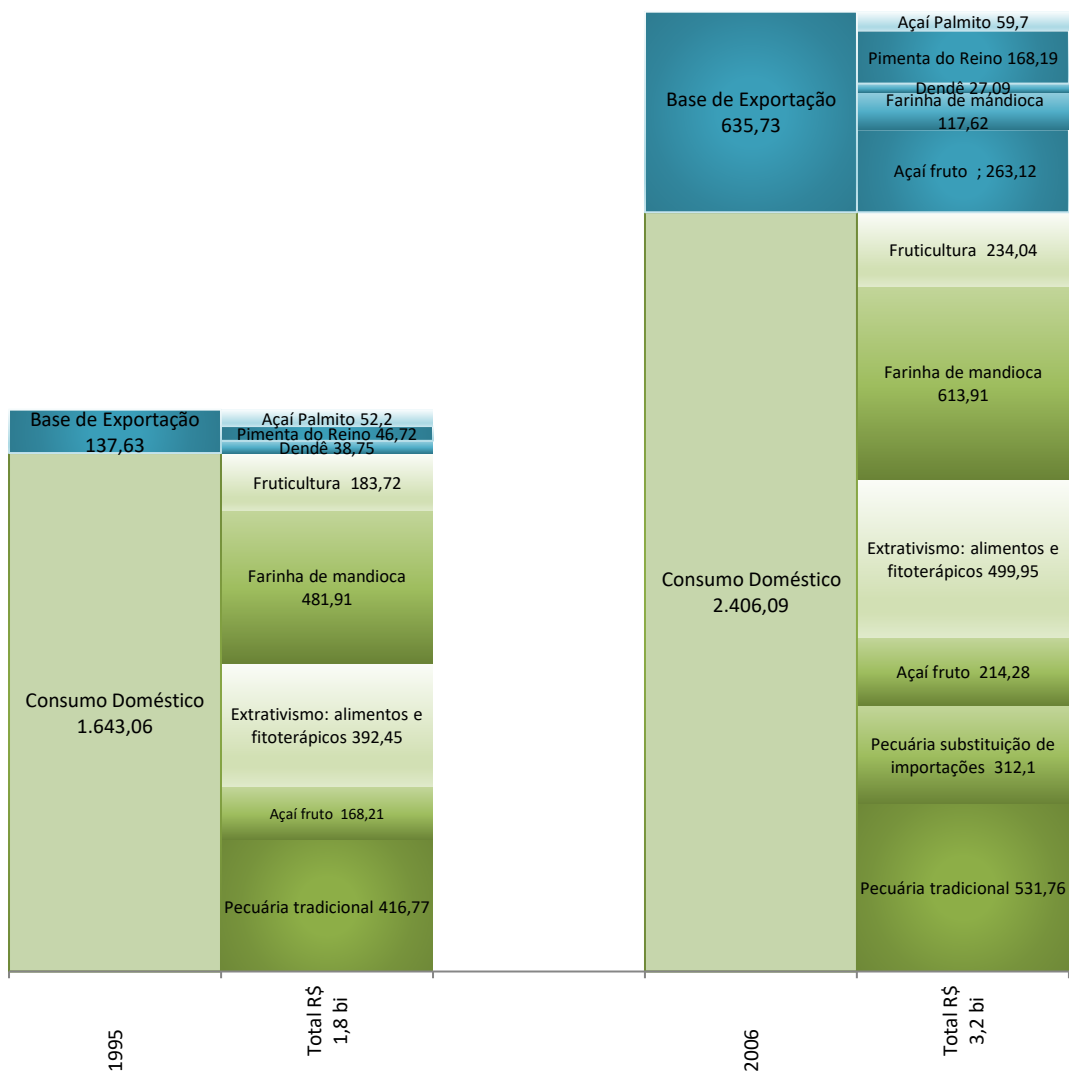 Base de Exportação
137,63
Consumo Doméstico
1.643,06
Açaí Palmito 52,2
Pimenta do Reino 46,72
Dendê 38,75
Fruticultura 183,72
Farinha de mandioca
481,91
Extrativismo: alimentos e
fitoterápicos 392,45
Açaí fruto 168,21
Pecuária tradicional 416,77
Base de Exportação
635,73
Consumo Doméstico
2.406,09
Açaí Palmito 59,7
Pimenta do Reino 168,19
Dendê 27,09
Farinha de mandioca
117,62
Açaí fruto ; 263,12
Fruticultura 234,04
Farinha de mandioca
613,91
Extrativismo: alimentos e
fitoterápicos 499,95
Açaí fruto 214,28
Pecuária substituição de
importações 312,1
Pecuária tradicional 531,76
1995
Total R$
1,8 bi
2006
Total R$
3,2 bi